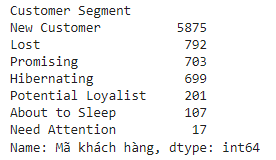 Customer Segment
New Customer          5875
Lost                   792
Promising              703
Hibernating            699
Potential Loyalist     201
About to Sleep         107
Need Attention          17
Name: Mã khách hàng, dtype: int64